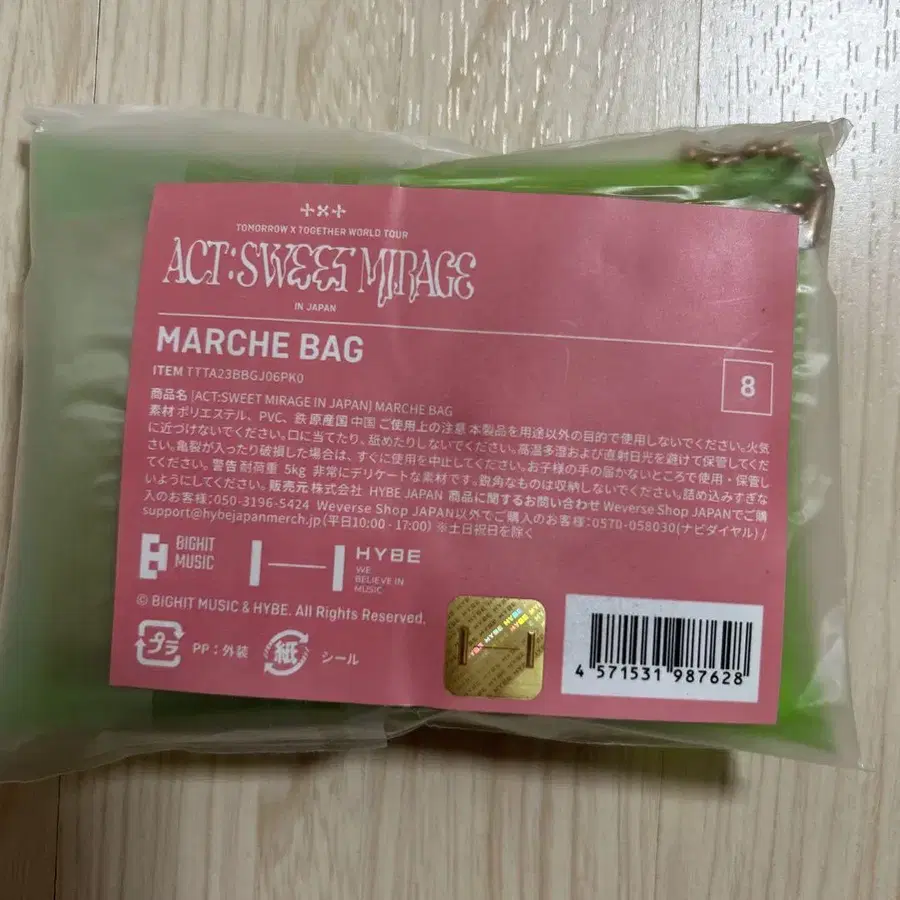 TOMORROW X TOGETHER WORLD TOUR
ACT:SWEET MIRAGE
IN JAPAN
MARCHE BAG
ITEM TTTA23BBGJ06PK0
8
商品名 [ACT:SWEET MIRAGE IN JAPAN] MARCHE BAG
素材 ポリエステル、PVC、鉄 原産国 中国 ご使用上の注意 本製品を用途以外の目的で使用しないでください。火気
に近づけないでください。口に当てたり、舐めたりしないでください。高温多湿および直射日光を避けて保管してくだ
さい。亀裂が入ったり破損した場合は、すぐに使用を中止してください。お子様の手の届かないところで使用・保管し
てください。警告 耐荷重 5kg 非常にデリケートな素材です。鋭角なものは収納しないでください。詰め込みすぎな
いようにしてください。販売元 株式会社 HYBE JAPAN 商品に関するお問い合わせ Weverse Shop JAPANでご購
入のお客様:050-3196-5424 Weverse Shop JAPAN以外でご購入のお客様:0570-058030(ナビダイヤル) /
support@hybejapanmerch.jp (平日10:00 - 17:00) ※土日祝日を除く
BIGHIT
MUSIC
HYBE
WE
BELIEVE IN
MUSIC
© BIGHIT MUSIC & HYBE. All Rights Reserved.
プラ
PP:外装
紙
シール
HYBE HYBE
4 571531 987628